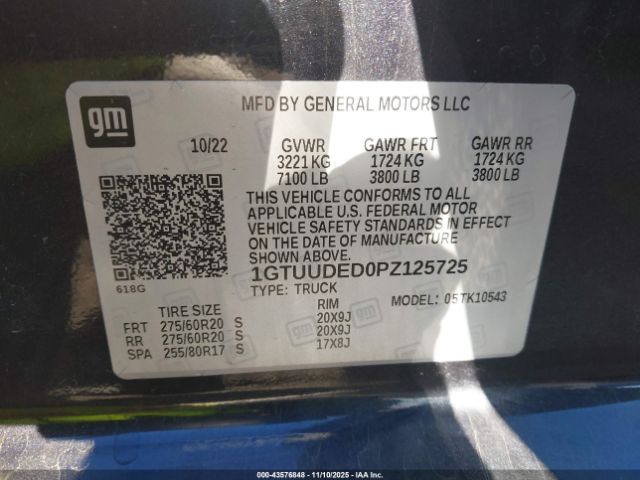 gm
MFD BY GENERAL MOTORS LLC
10/22 GVWR GAWR FRT GAWR RR
3221 KG 1724 KG 1724 KG
7100 LB 3800 LB 3800 LB
THIS VEHICLE CONFORMS TO ALL
APPLICABLE U.S. FEDERAL MOTOR
VEHICLE SAFETY STANDARDS IN EFFECT
ON THE DATE OF MANUFACTURE
SHOWN ABOVE.
618G
1GTUUDED0PZ125725
TYPE: TRUCK MODEL: 05TK10543
TIRE SIZE RIM
FRT 275/60R20 S 20X9J
RR 275/60R20 S 20X9J
SPA 255/80R17 S 17X8J
000-43576848 - 11/10/2025 - IAA Inc.